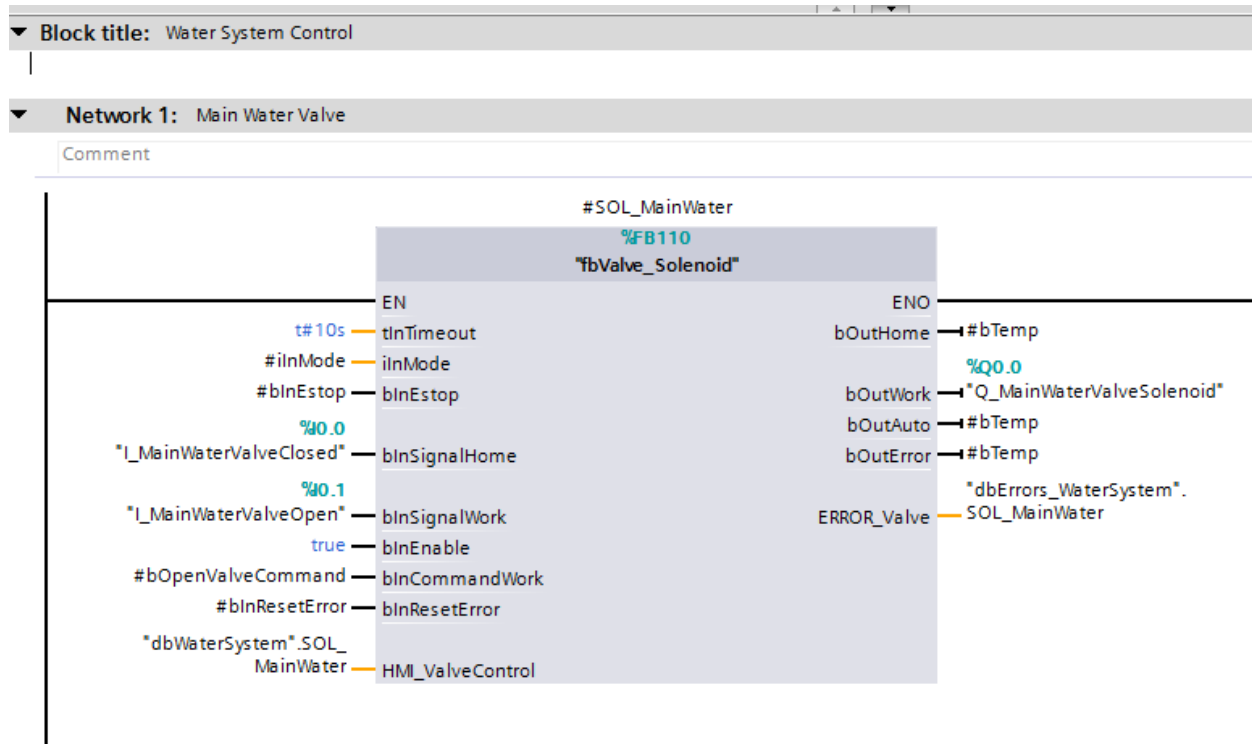 Block title: Water System Control
Network 1: Main Water Valve
Comment
#SOL_MainWater
%FB110
"fbValve_Solenoid"
EN ENO
t#10s tInTimeout bOutHome #bTemp
#iInMode iInMode %Q0.0
#bInEstop bInEstop bOutWork "Q_MainWaterValveSolenoid"
%I0.0 bOutAuto #bTemp
"I_MainWaterValveClosed" bInSignalHome bOutError #bTemp
%I0.1 "dbErrors_WaterSystem".
"I_MainWaterValveOpen" bInSignalWork ERROR_Valve SOL_MainWater
true bInEnable
#bOpenValveCommand bInCommandWork
#bInResetError bInResetError
"dbWaterSystem".SOL_
MainWater HMI_ValveControl